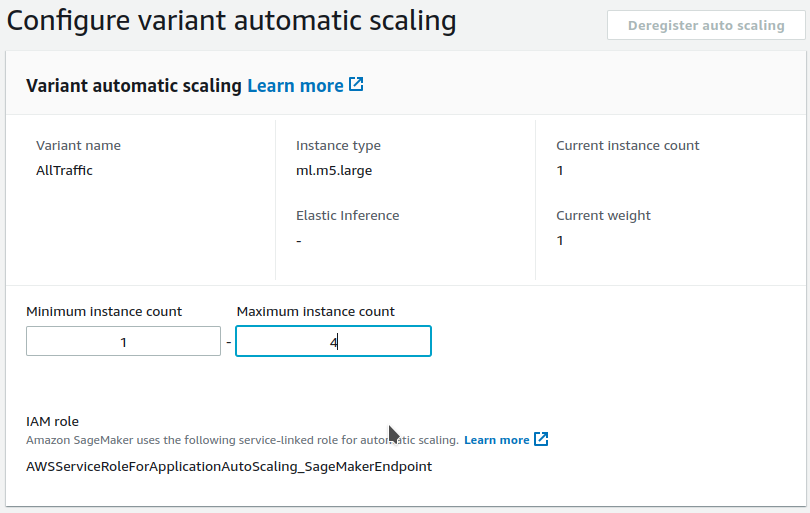 Configure variant automatic scaling
Deregister auto scaling
Variant automatic scaling Learn more
Variant name
AllTraffic
Instance type
ml.m5.large
Elastic Inference
-
Current instance count
1
Current weight
1
Minimum instance count
Maximum instance count
1 - 4
IAM role
Amazon SageMaker uses the following service-linked role for automatic scaling. Learn more
AWSServiceRoleForApplicationAutoScaling_SageMakerEndpoint